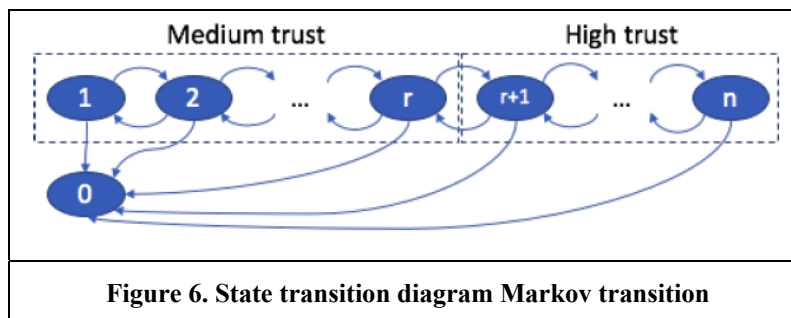 Medium trust High trust
1 2 ... r r+1 ... n
0
Figure 6. State transition diagram Markov transition